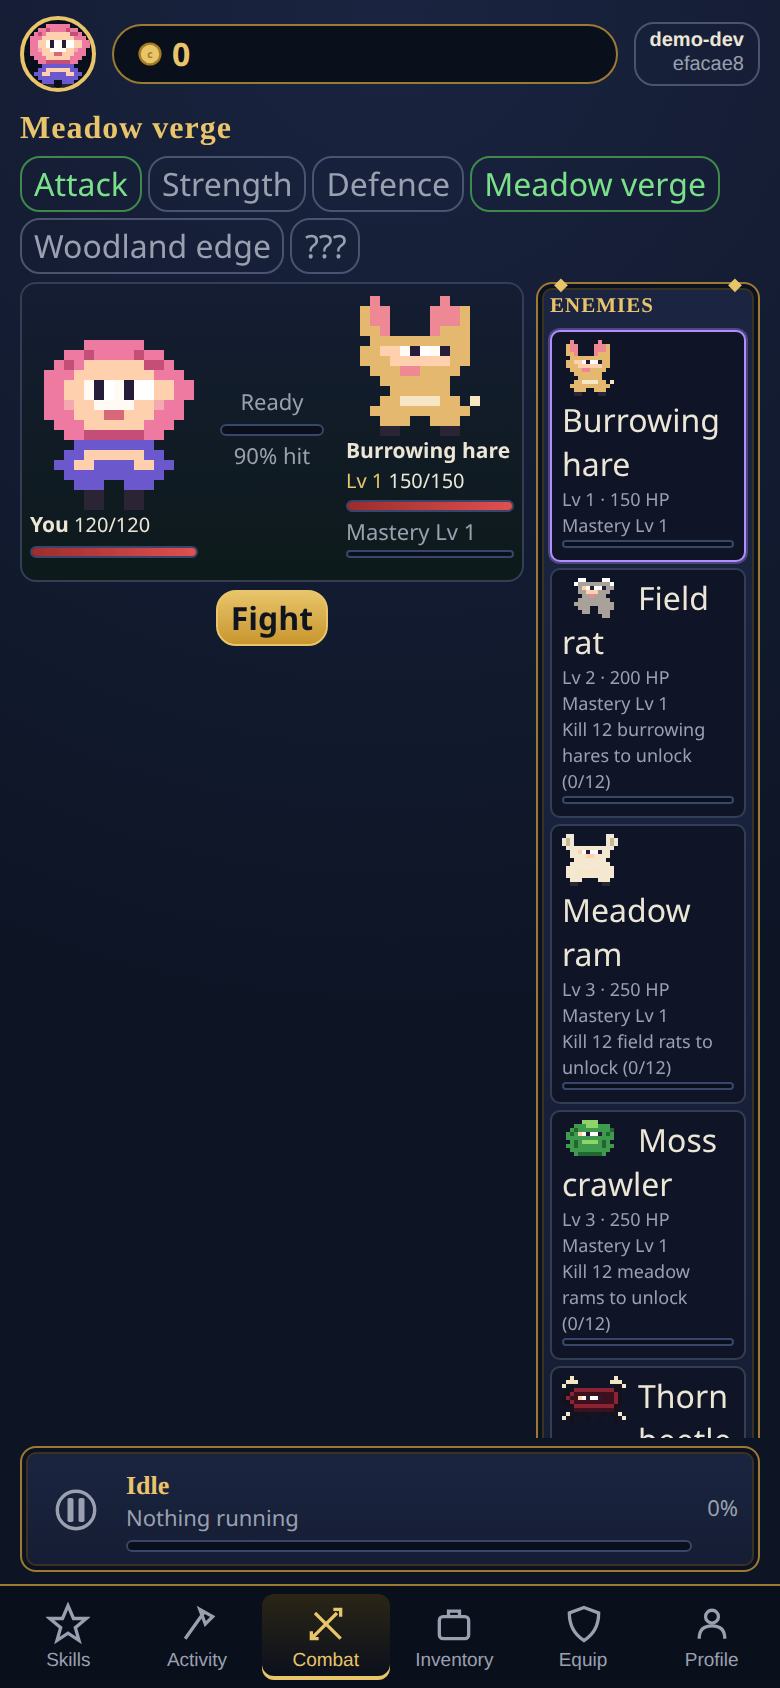 c 0
demo-dev
efacae8
Meadow verge
Attack
Strength
Defence
Meadow verge
Woodland edge
???
You 120/120
Ready
90% hit
Burrowing hare
Lv 1 150/150
Mastery Lv 1
Fight
ENEMIES
Burrowing
hare
Lv 1 · 150 HP
Mastery Lv 1
Field
rat
Lv 2 · 200 HP
Mastery Lv 1
Kill 12 burrowing
hares to unlock
(0/12)
Meadow
ram
Lv 3 · 250 HP
Mastery Lv 1
Kill 12 field rats to
unlock (0/12)
Moss
crawler
Lv 3 · 250 HP
Mastery Lv 1
Kill 12 meadow
rams to unlock
(0/12)
Thorn
beetle
Idle
Nothing running
0%
Skills
Activity
Combat
Inventory
Equip
Profile